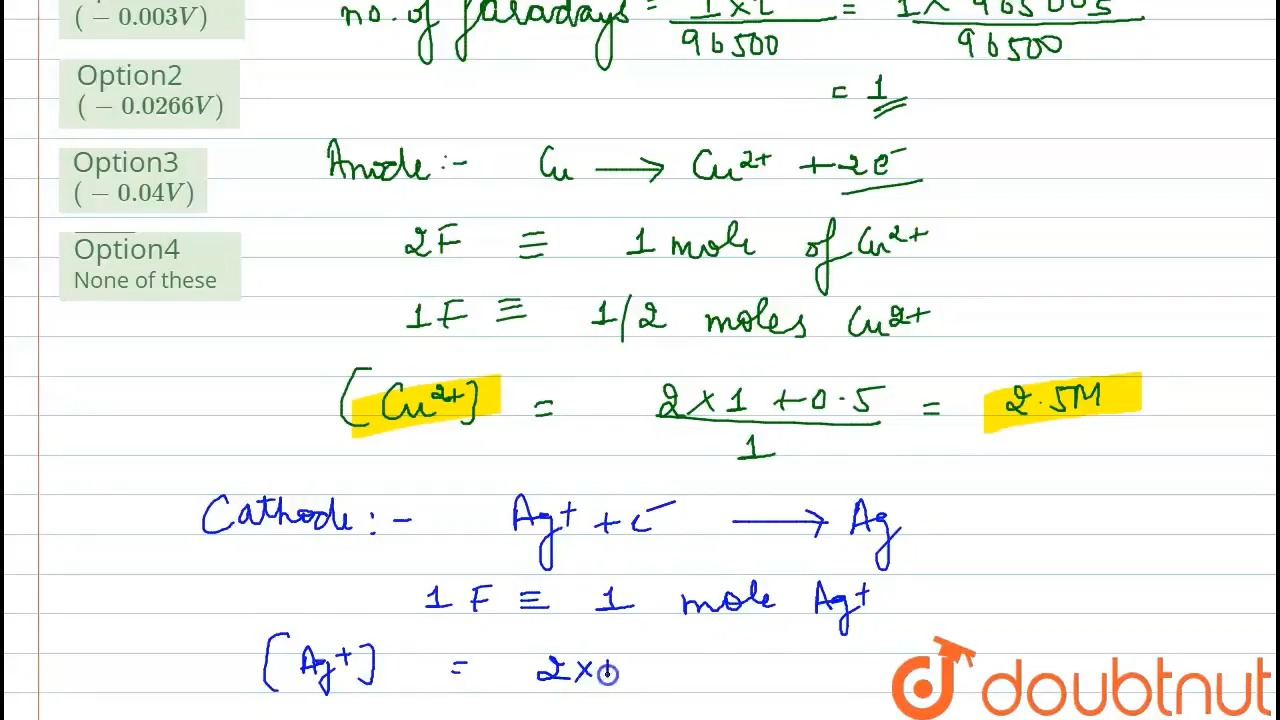 (−0.003V)
no. of faradays = 1×t / 96500 = 1×96500s / 96500
= 1
Option2
(−0.0266V)
Option3
(−0.04V)
Option4
None of these
Anode :- Cu ⟶ Cu2+ + 2e-
2F ≡ 1 mole of Cu2+
1F ≡ 1/2 moles Cu2+
[Cu2+] = 2×1+0.5 / 1 = 2.5M
Cathode :- Ag+ + e- ⟶ Ag
1F ≡ 1 mole Ag+
[Ag+] = 2×1
doubtnut